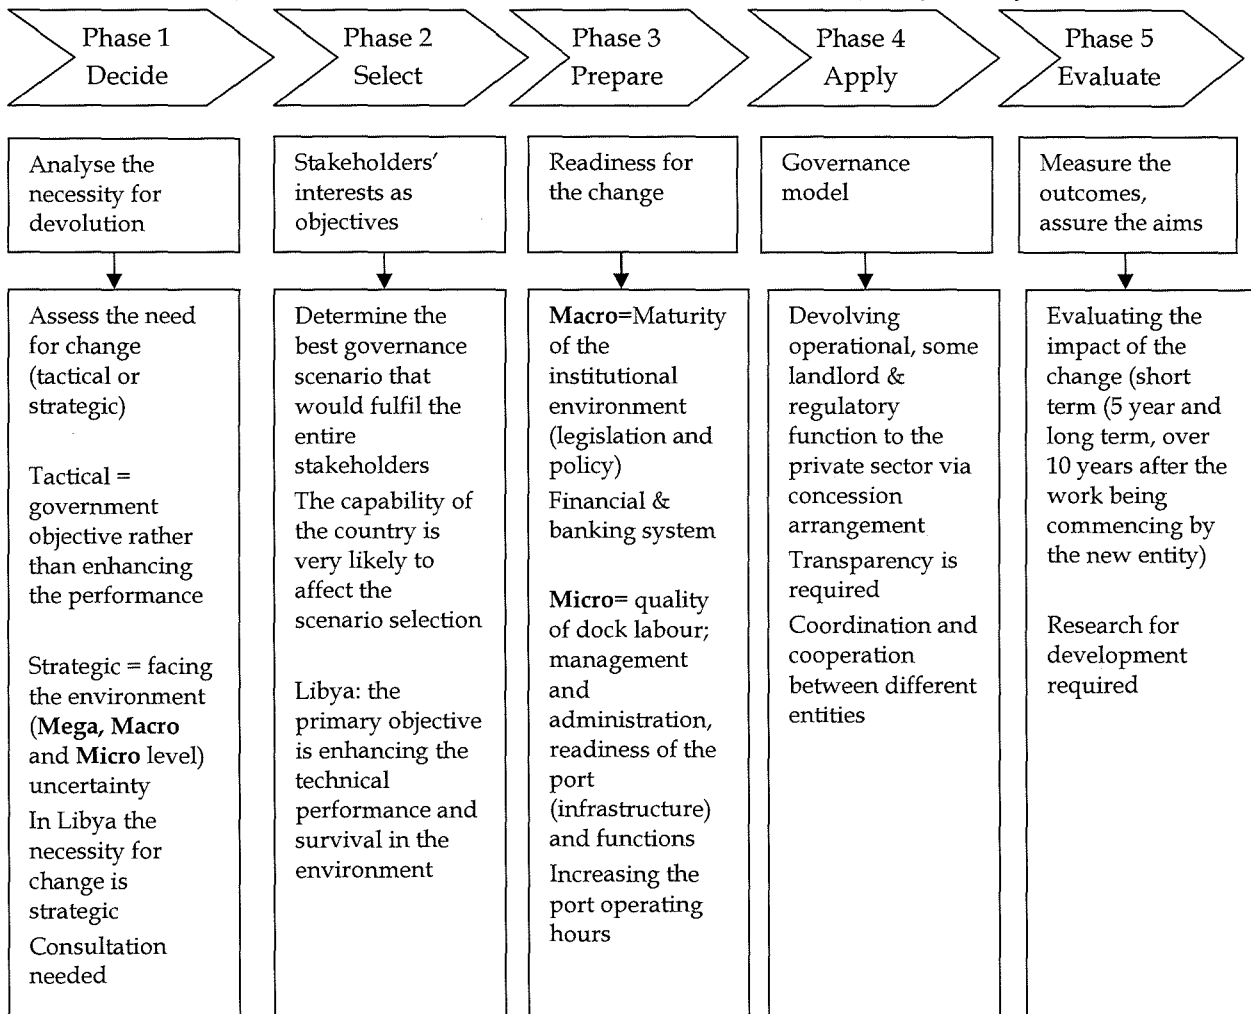 Phase 1
Decide
Phase 2
Select
Phase 3
Prepare
Phase 4
Apply
Phase 5
Evaluate
Analyse the
necessity for
devolution
Stakeholders'
interests as
objectives
Readiness for
the change
Governance
model
Measure the
outcomes,
assure the aims
Assess the need
for change
(tactical or
strategic)
Tactical =
government
objective rather
than enhancing
the performance
Strategic = facing
the environment
(Mega, Macro
and Micro level)
uncertainty
In Libya the
necessity for
change is
strategic
Consultation
needed
Determine the
best governance
scenario that
would fulfil the
entire
stakeholders
The capability of
the country is
very likely to
affect the
scenario selection
Libya: the
primary objective
is enhancing the
technical
performance and
survival in the
environment
Macro=Maturity
of the
institutional
environment
(legislation and
policy)
Financial &
banking system
Micro= quality
of dock labour;
management
and
administration,
readiness of the
port
(infrastructure)
and functions
Increasing the
port operating
hours
Devolving
operational, some
landlord &
regulatory
function to the
private sector via
concession
arrangement
Transparency is
required
Coordination and
cooperation
between different
entities
Evaluating the
impact of the
change (short
term (5 year and
long term, over
10 years after the
work being
commencing by
the new entity)
Research for
development
required